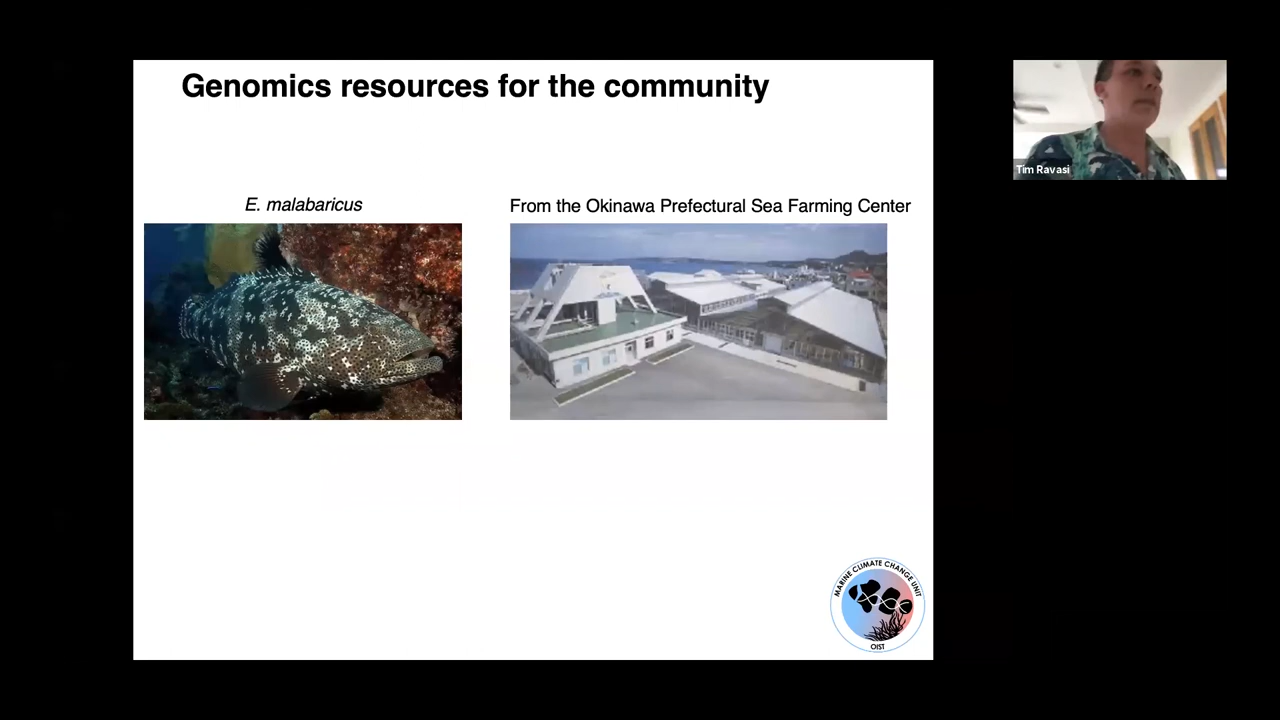 Genomics resources for the community
Tim Ravasi
E. malabaricus
From the Okinawa Prefectural Sea Farming Center
MARINE CLIMATE CHANGE UNIT
OIST